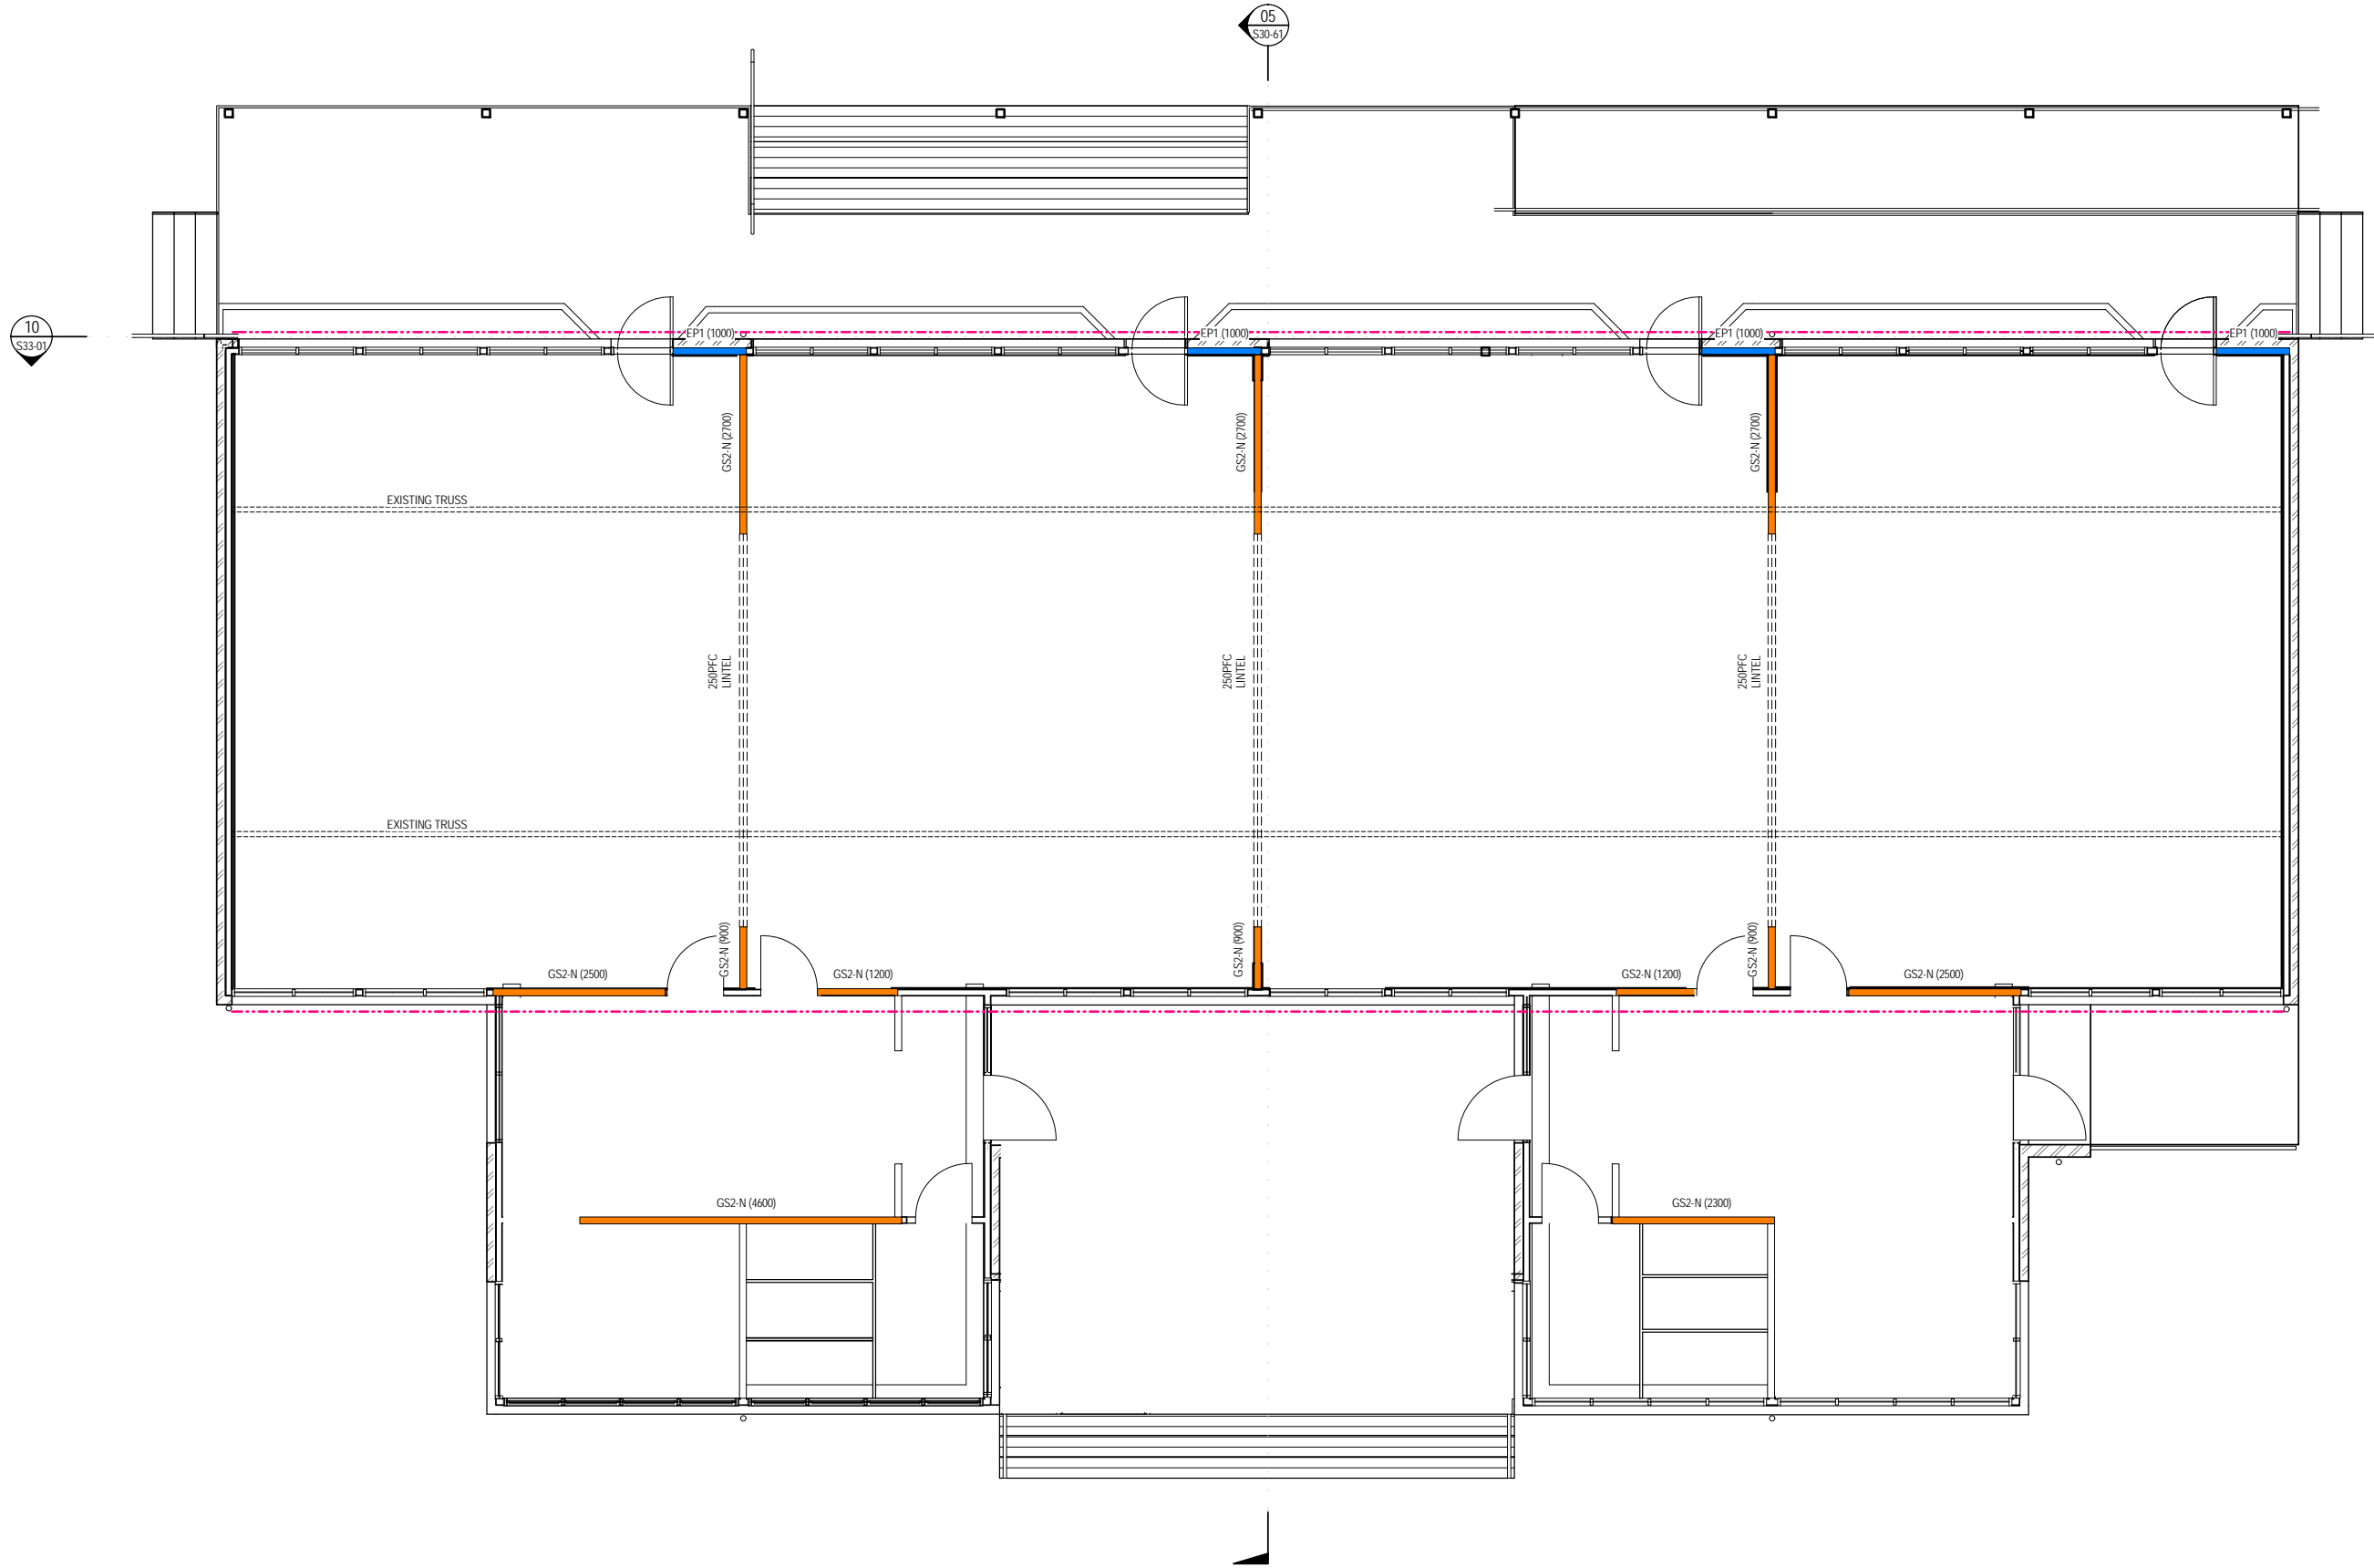 05
S30-61
10
S33-01
EP1 (1000)
EP1 (1000)
EP1 (1000)
EP1 (1000)
GS2-N (2700)
GS2-N (2700)
GS2-N (2700)
EXISTING TRUSS
250PFC
LINTEL
250PFC
LINTEL
250PFC
LINTEL
EXISTING TRUSS
GS2-N (900)
GS2-N (900)
GS2-N (900)
GS2-N (2500)
GS2-N (1200)
GS2-N (1200)
GS2-N (2500)
GS2-N (4600)
GS2-N (2300)